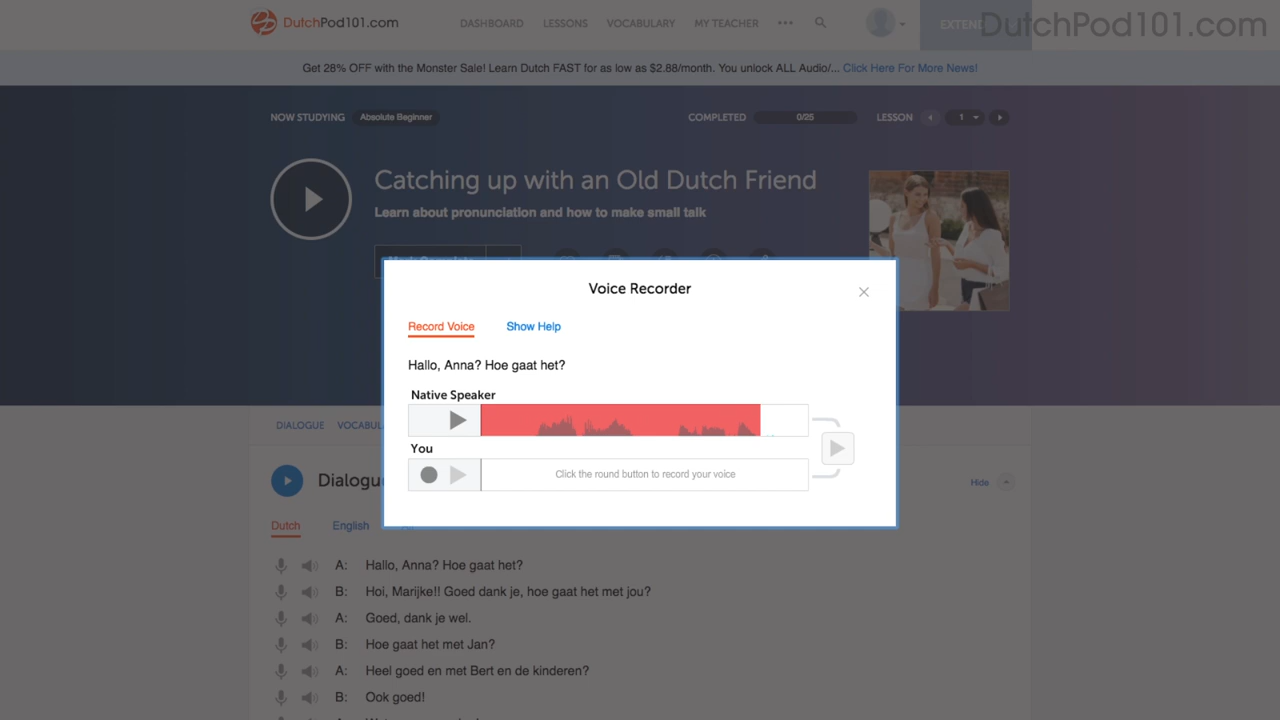 DutchPod101.com DASHBOARD LESSONS VOCABULARY MY TEACHER ••• EXTEND DutchPod101.com
Get 28% OFF with the Monster Sale! Learn Dutch FAST for as low as $2.88/month. You unlock ALL Audio/... Click Here For More News!
NOW STUDYING Absolute Beginner COMPLETED 0/25 LESSON 1
Catching up with an Old Dutch Friend
Learn about pronunciation and how to make small talk
Voice Recorder
Record Voice Show Help
Hallo, Anna? Hoe gaat het?
Native Speaker
You
Click the round button to record your voice
DIALOGUE
Hide
Dutch English
A: Hallo, Anna? Hoe gaat het?
B: Hoi, Marijke!! Goed dank je, hoe gaat het met jou?
A: Goed, dank je wel.
B: Hoe gaat het met Jan?
A: Heel goed en met Bert en de kinderen?
B: Ook goed!